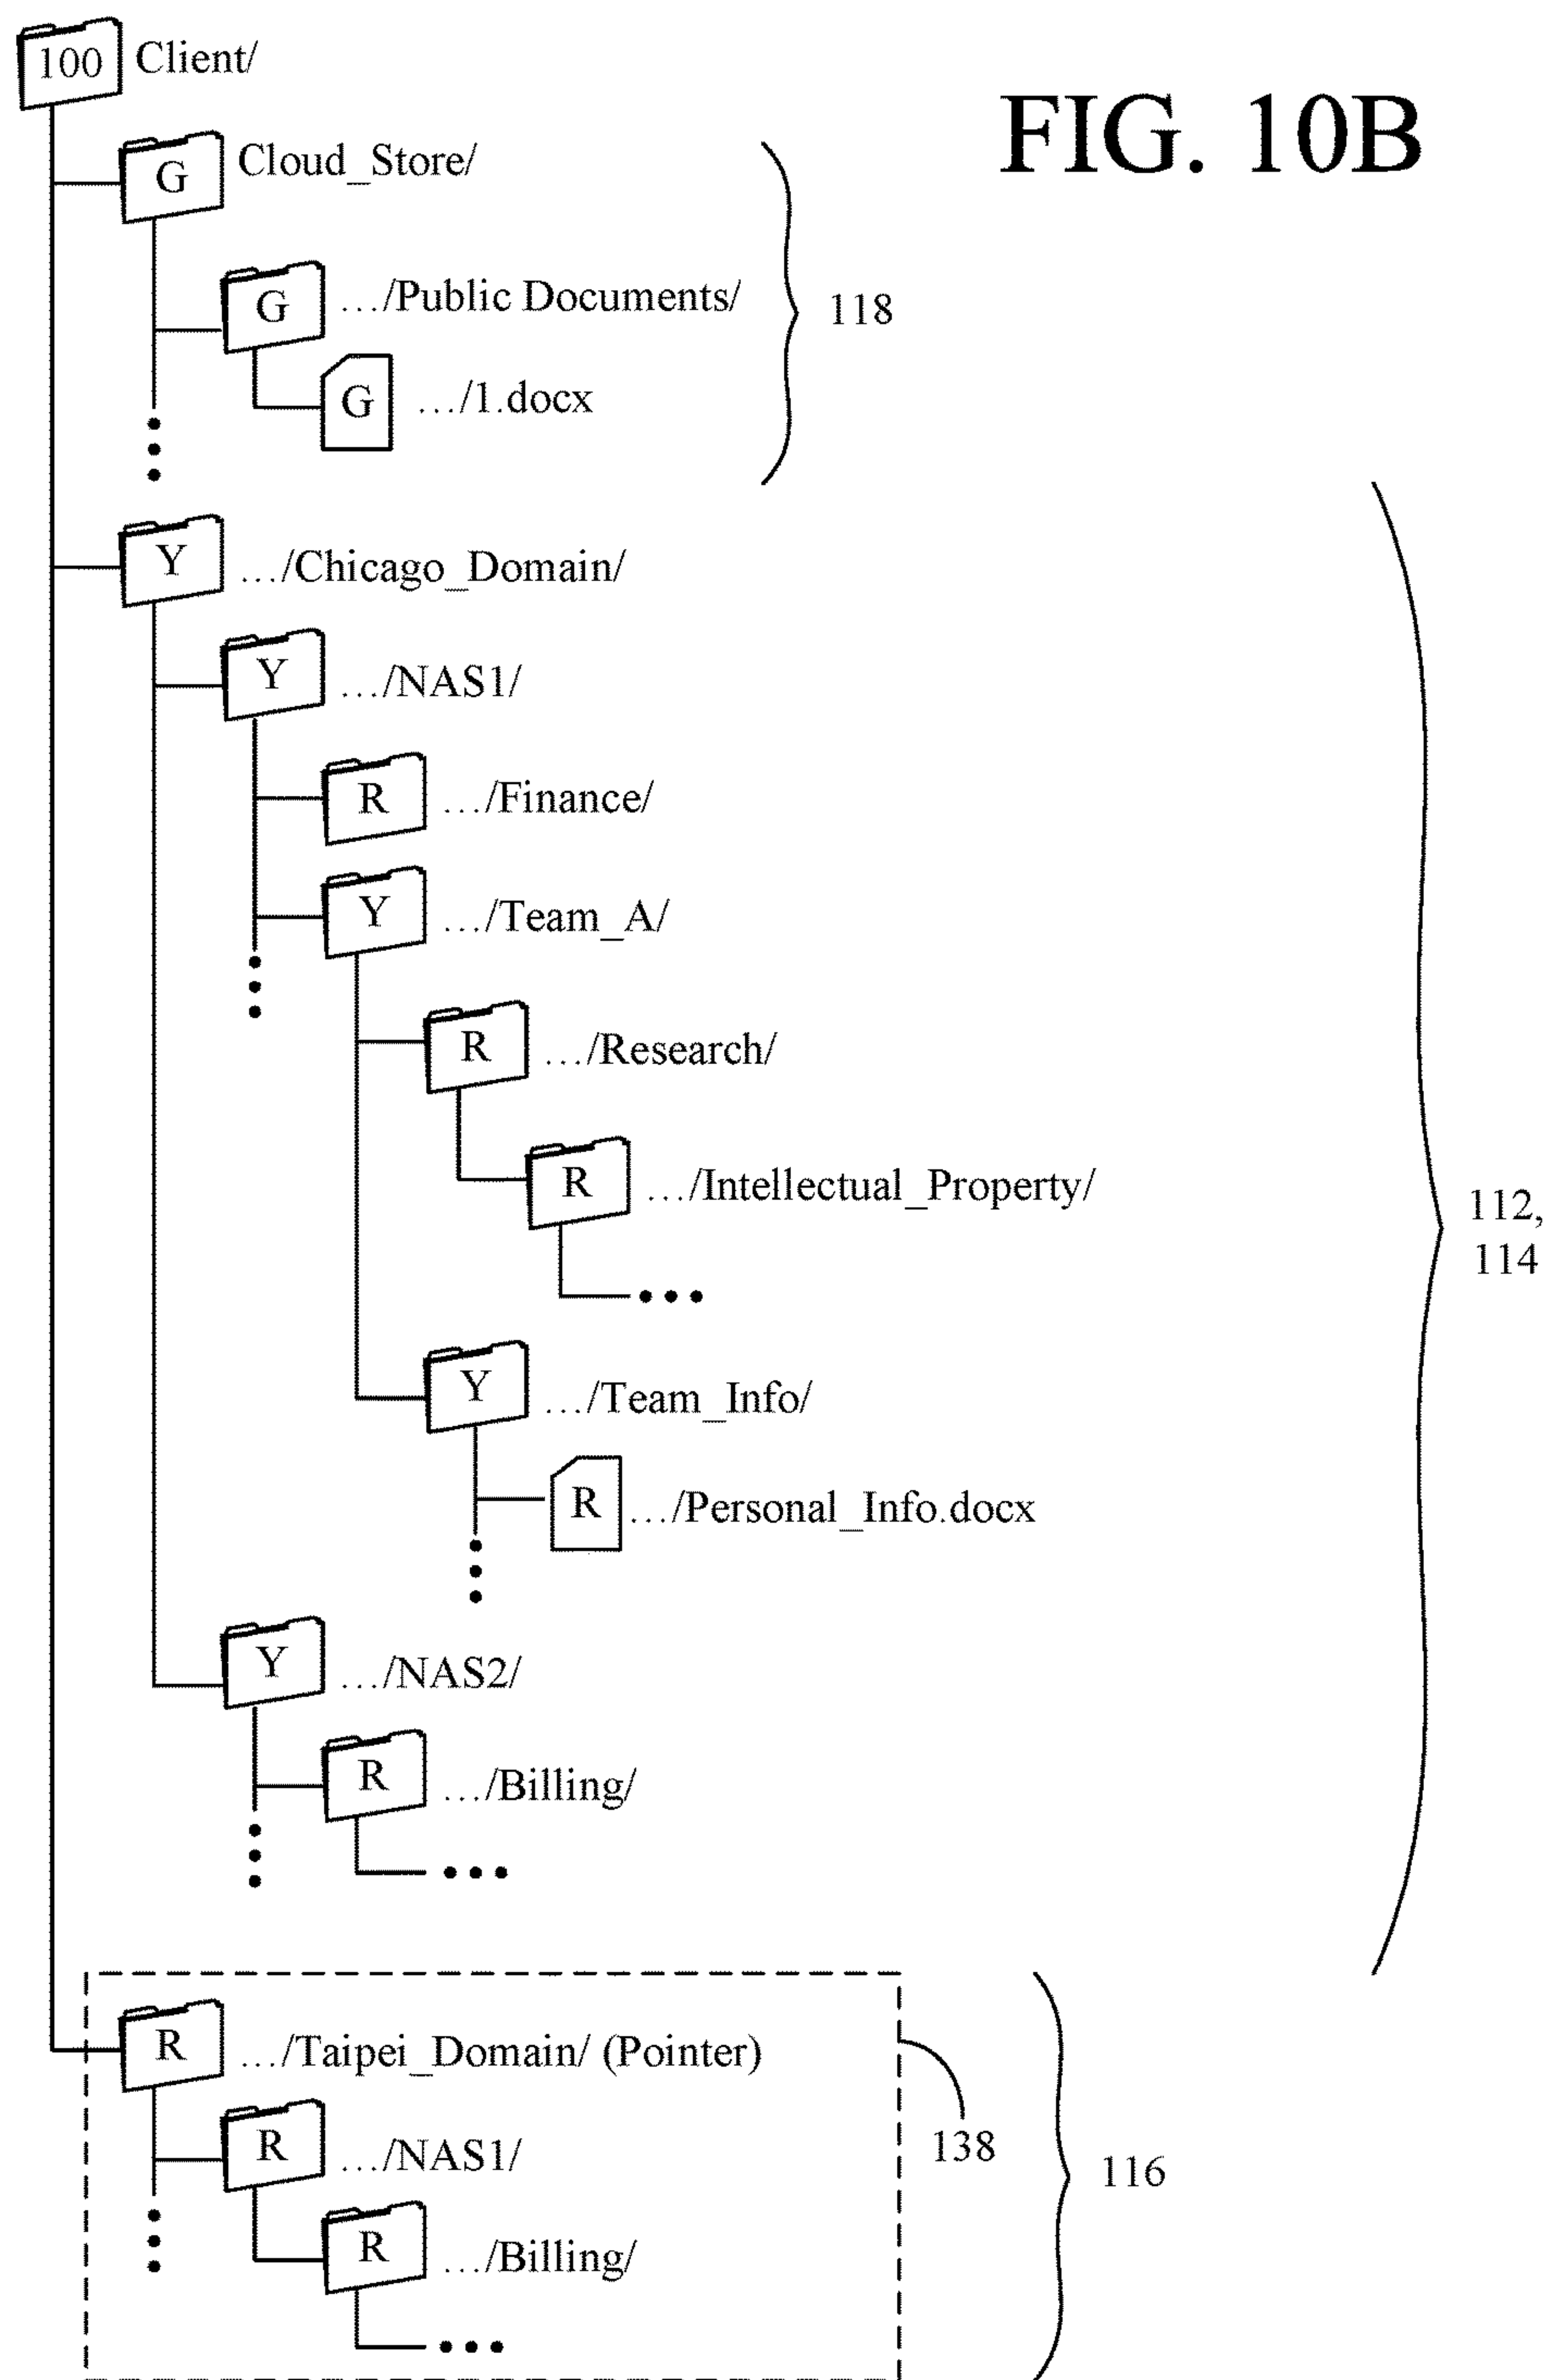 100 Client/
FIG. 10B
G Cloud_Store/
G .../Public Documents/
118
G .../1.docx
Y .../Chicago_Domain/
Y .../NAS1/
R .../Finance/
Y .../Team_A/
R .../Research/
R .../Intellectual_Property/
112,
114
Y .../Team_Info/
R .../Personal_Info.docx
Y .../NAS2/
R .../Billing/
R .../Taipei_Domain/ (Pointer)
R .../NAS1/
138
116
R .../Billing/